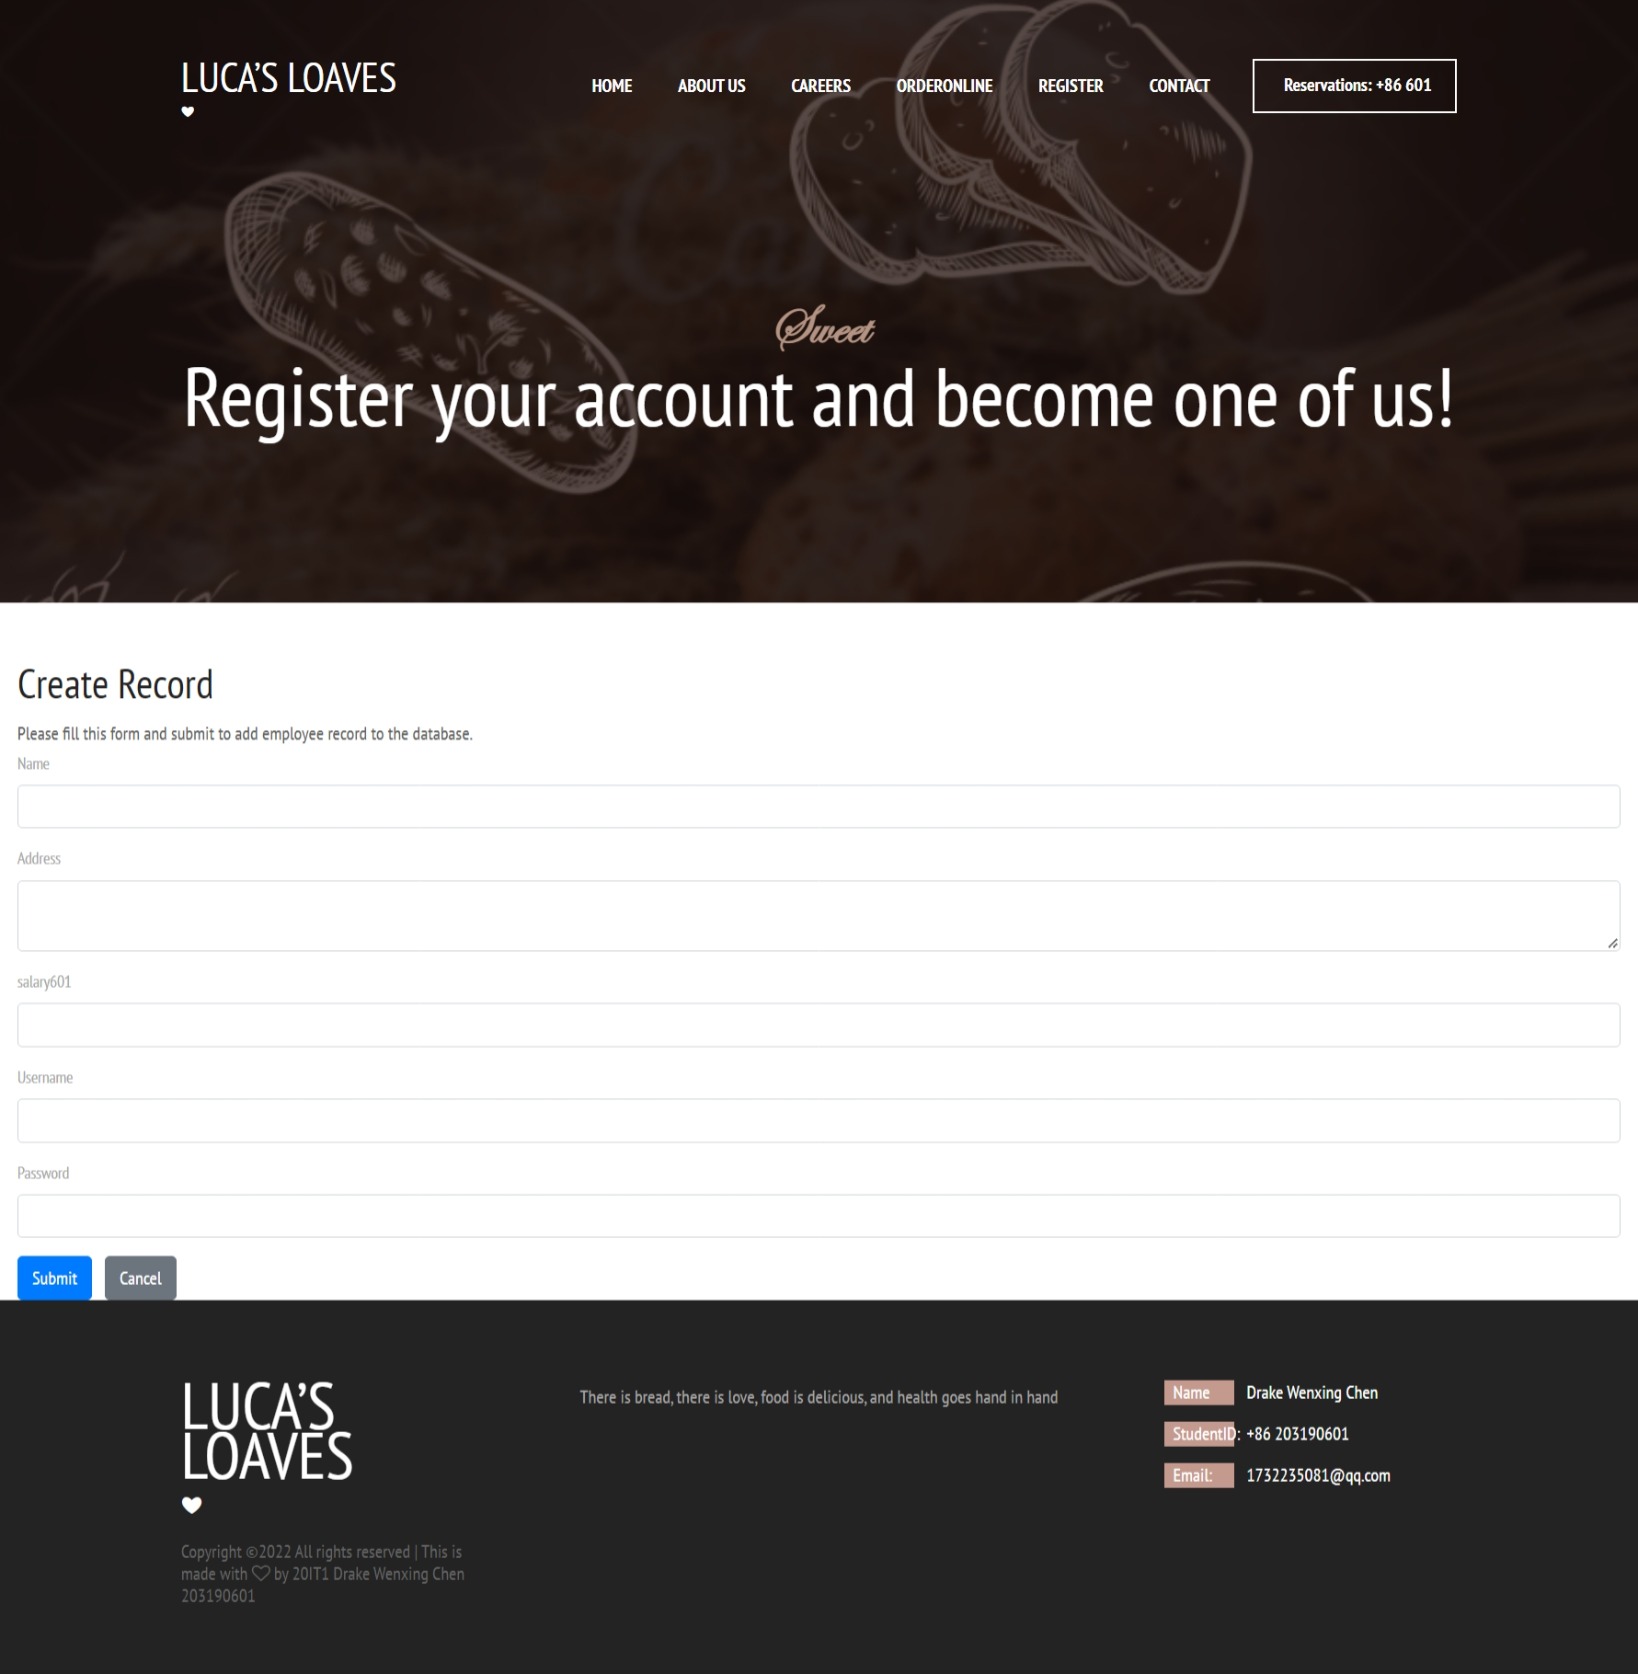 LUCA'S LOAVES
HOME ABOUT US CAREERS ORDERONLINE REGISTER CONTACT Reservations: +86 601
Sweet
Register your account and become one of us!
Create Record
Please fill this form and submit to add employee record to the database.
Name
Address
salary601
Username
Password
Submit Cancel
LUCA'S
LOAVES
Copyright ©2022 All rights reserved | This is
made with ♡ by 20IT1 Drake Wenxing Chen
203190601
There is bread, there is love, food is delicious, and health goes hand in hand
Name Drake Wenxing Chen
StudentID: +86 203190601
Email: 1732235081@qq.com